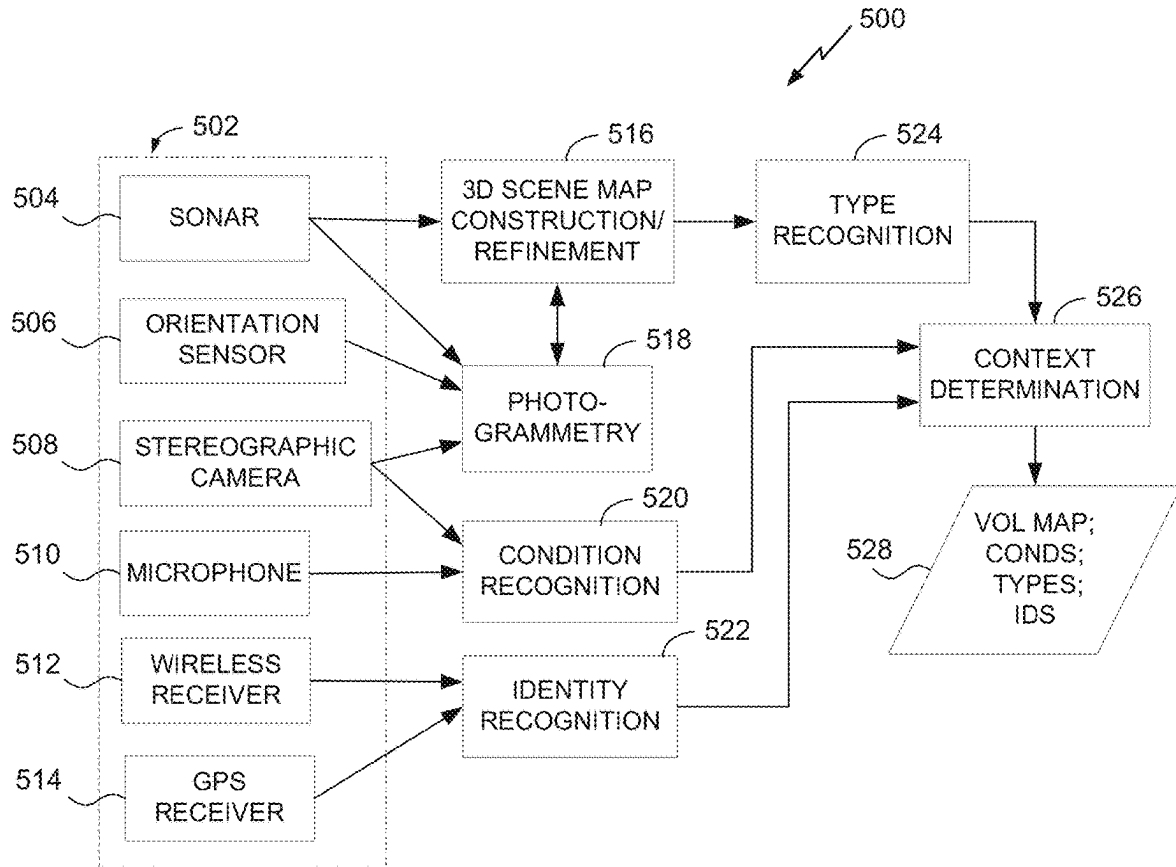 500
502
504
SONAR
506
ORIENTATION
SENSOR
508
STEREOGRAPHIC
CAMERA
510
MICROPHONE
512
WIRELESS
RECEIVER
514
GPS
RECEIVER
516
3D SCENE MAP
CONSTRUCTION/
REFINEMENT
518
PHOTO-
GRAMMETRY
520
CONDITION
RECOGNITION
522
IDENTITY
RECOGNITION
524
TYPE
RECOGNITION
526
CONTEXT
DETERMINATION
528
VOL MAP;
CONDS;
TYPES;
IDS